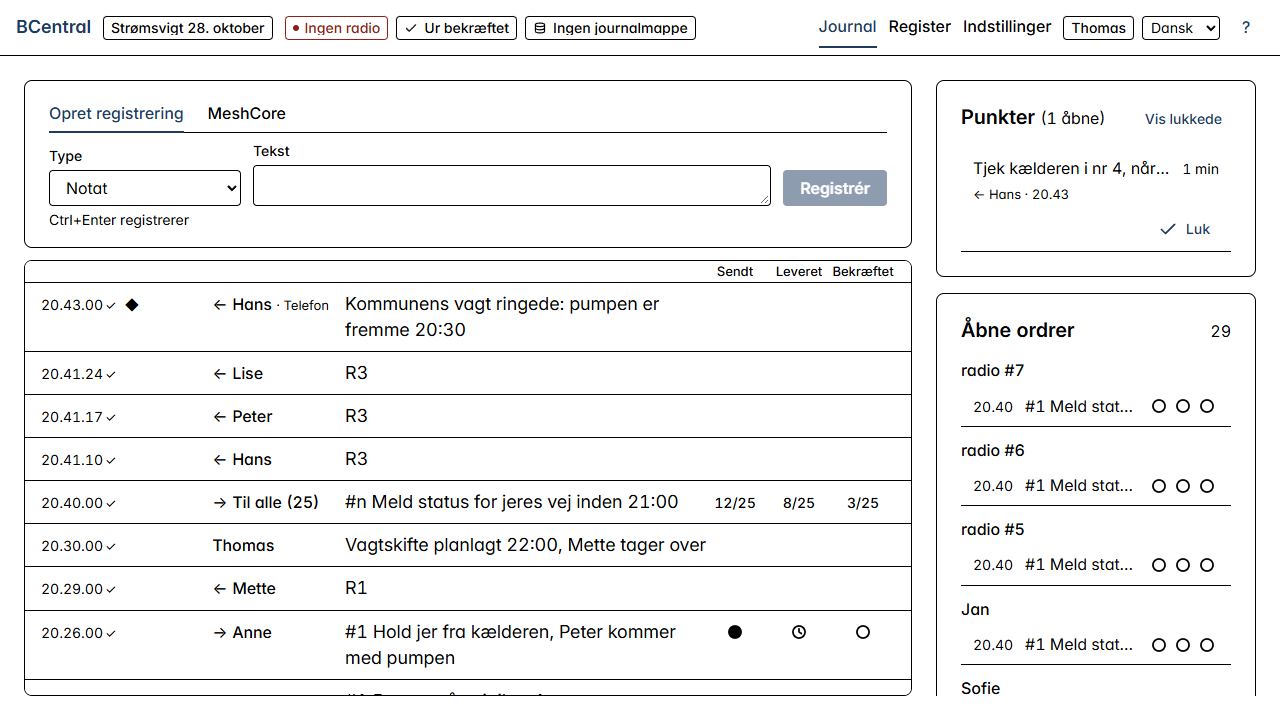 BCentral
Strømsvigt 28. oktober
Ingen radio
Ur bekræftet
Ingen journalmappe
Journal
Register
Indstillinger
Thomas
Dansk
?
Opret registrering
MeshCore
Type
Tekst
Notat
Registrér
Ctrl+Enter registrerer
Sendt
Leveret
Bekræftet
20.43.00 ✓ ◆ ← Hans · Telefon Kommunens vagt ringede: pumpen er
fremme 20:30
20.41.24 ✓ ← Lise R3
20.41.17 ✓ ← Peter R3
20.41.10 ✓ ← Hans R3
20.40.00 ✓ → Til alle (25) #n Meld status for jeres vej inden 21:00 12/25 8/25 3/25
20.30.00 ✓ Thomas Vagtskifte planlagt 22:00, Mette tager over
20.29.00 ✓ ← Mette R1
20.26.00 ✓ → Anne #1 Hold jer fra kælderen, Peter kommer
med pumpen
Punkter (1 åbne)
Vis lukkede
Tjek kælderen i nr 4, når... 1 min
← Hans · 20.43
Luk
Åbne ordrer 29
radio #7
20.40 #1 Meld stat...
radio #6
20.40 #1 Meld stat...
radio #5
20.40 #1 Meld stat...
Jan
20.40 #1 Meld stat...
Sofie